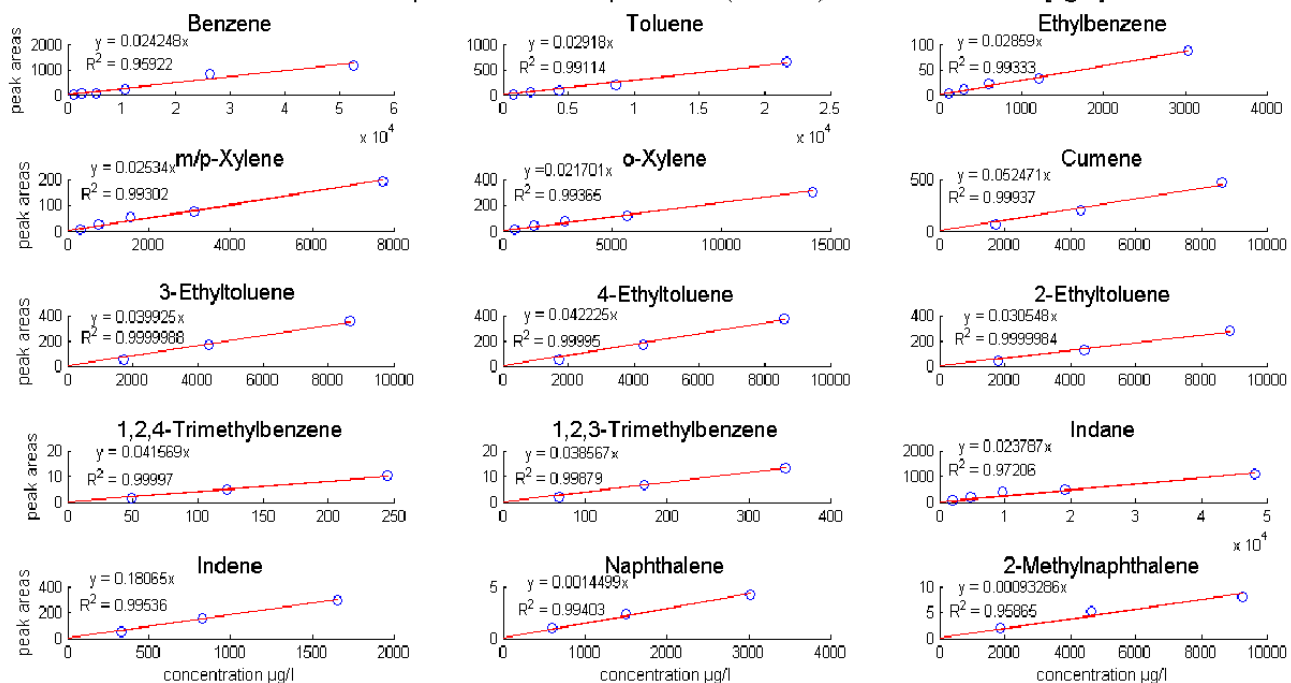 Benzene
y = 0.024248x
R² = 0.95922
peak areas
2000
1000
0
0 1 2 3 4 5 6
x 10⁴
Toluene
y = 0.02918x
R² = 0.99114
1000
500
0
0 0.5 1 1.5 2 2.5
x 10⁴
Ethylbenzene
y = 0.02859x
R² = 0.99333
100
50
0
0 1000 2000 3000 4000
m/p-Xylene
y = 0.02534x
R² = 0.99302
peak areas
200
100
0
0 2000 4000 6000 8000
o-Xylene
y =0.021701x
R² = 0.99365
400
200
0
0 5000 10000 15000
Cumene
y = 0.052471x
R² = 0.99937
500
0
0 2000 4000 6000 8000 10000
3-Ethyltoluene
y = 0.039925x
R² = 0.9999988
peak areas
400
200
0
0 2000 4000 6000 8000 10000
4-Ethyltoluene
y = 0.042225x
R² = 0.99995
400
200
0
0 2000 4000 6000 8000 10000
2-Ethyltoluene
y = 0.030548x
R² = 0.9999984
400
200
0
0 2000 4000 6000 8000 10000
1,2,4-Trimethylbenzene
y = 0.041569x
R² = 0.99997
peak areas
20
10
0
0 50 100 150 200 250
1,2,3-Trimethylbenzene
y = 0.038567x
R² = 0.99879
20
10
0
0 100 200 300 400
Indane
y = 0.023787x
R² = 0.97206
2000
1000
0
0 1 2 3 4 5
x 10⁴
Indene
y = 0.18065x
R² = 0.99536
peak areas
400
200
0
0 500 1000 1500 2000
concentration µg/l
Naphthalene
y = 0.0014499x
R² = 0.99403
5
0
0 1000 2000 3000 4000
concentration µg/l
2-Methylnaphthalene
y = 0.00093286x
R² = 0.95865
10
5
0
0 2000 4000 6000 8000 10000
concentration µg/l